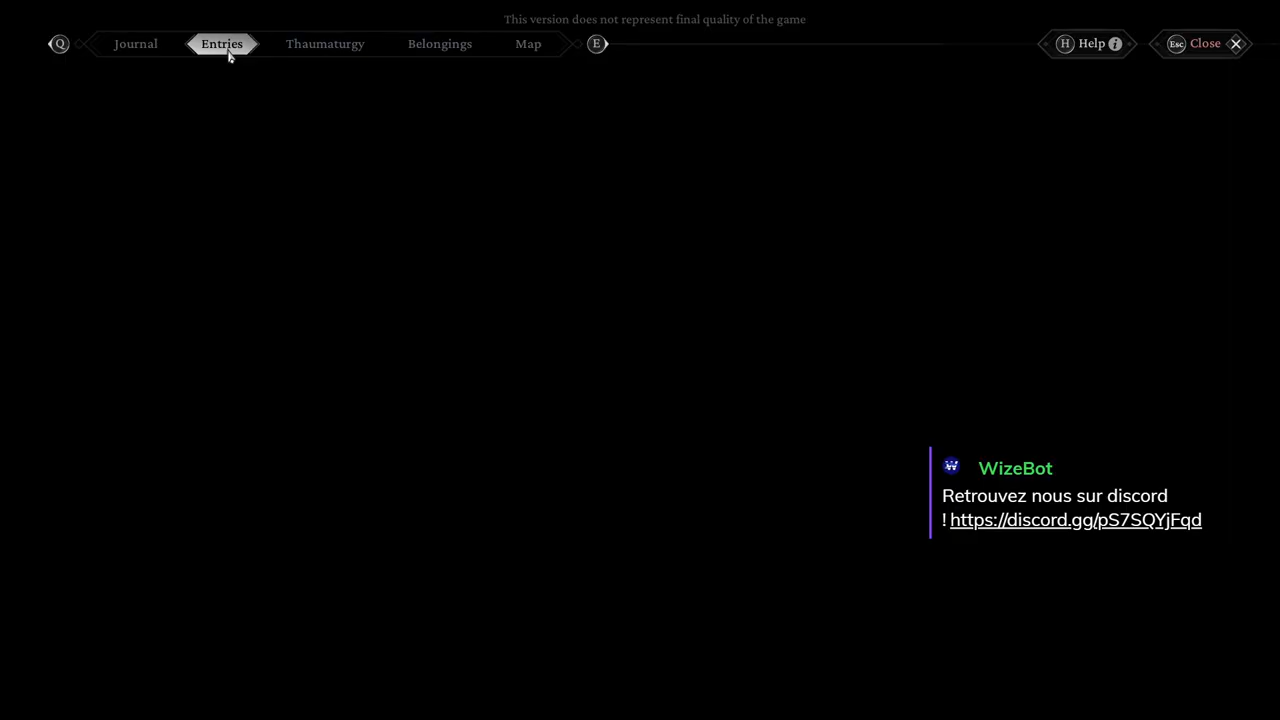 This version does not represent final quality of the game
Q Journal Entries Thaumaturgy Belongings Map E H Help i Esc Close
W WizeBot
Retrouvez nous sur discord
! https://discord.gg/pS7SQYjFqd